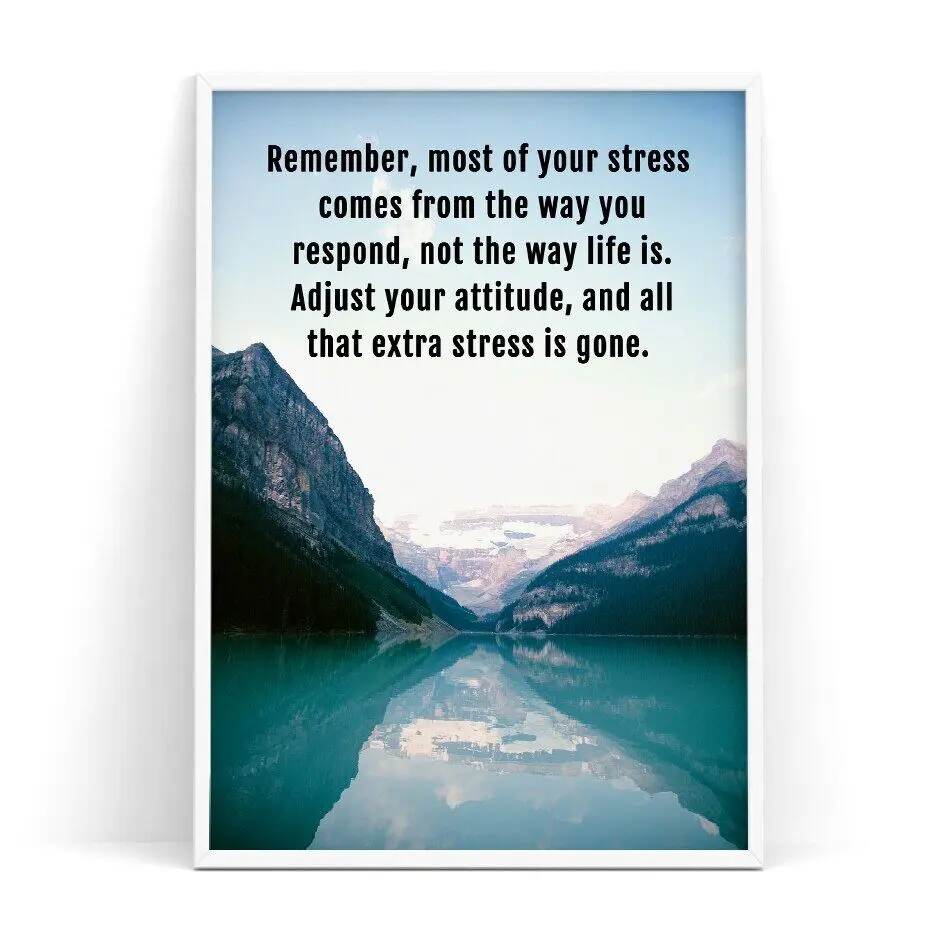 Remember, most of your stress
comes from the way you
respond, not the way life is.
Adjust your attitude, and all
that extra stress is gone.